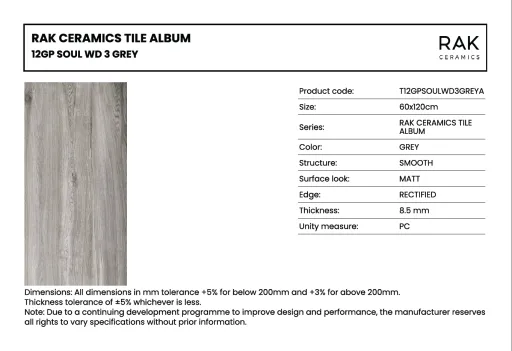 RAK CERAMICS TILE ALBUM
12GP SOUL WD 3 GREY
RAK
CERAMICS
Product code: T12GPSOULWD3GREYA
Size: 60x120cm
Series: RAK CERAMICS TILE
ALBUM
Color: GREY
Structure: SMOOTH
Surface look: MATT
Edge: RECTIFIED
Thickness: 8.5 mm
Unity measure: PC
Dimensions: All dimensions in mm tolerance +5% for below 200mm and +3% for above 200mm.
Thickness tolerance of ±5% whichever is less.
Note: Due to a continuing development programme to improve design and performance, the manufacturer reserves
all rights to vary specifications without prior information.